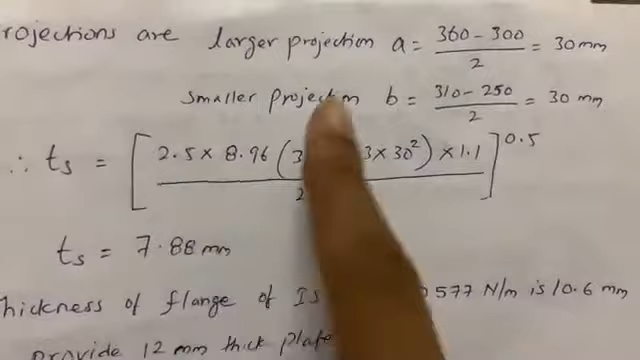 rojections are larger projection a = 360 - 300 / 2 = 30 mm
smaller projection b = 310 - 250 / 2 = 30 mm
∴ ts = [ 2.5 × 8.96 ( 3 3 × 30²) × 1.1 / 2 ]^0.5
ts = 7.88 mm
hickness of flange of IS 577 N/m is 10.6 mm
provide 12 mm thick plate